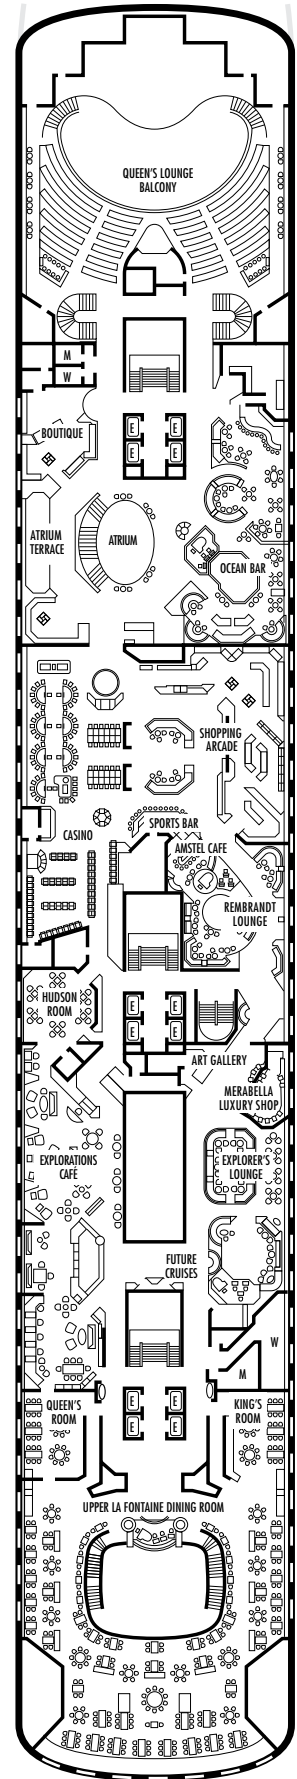 QUEEN'S LOUNGE
BALCONY
M
W
BOUTIQUE
E
E
E
E
ATRIUM
TERRACE
ATRIUM
OCEAN BAR
SHOPPING
ARCADE
SPORTS BAR
CASINO
AMSTEL CAFE
REMBRANDT
LOUNGE
HUDSON
ROOM
E
E
E
E
ART GALLERY
MERABELLA
LUXURY SHOP
EXPLORATIONS
CAFÉ
EXPLORER'S
LOUNGE
FUTURE
CRUISES
W
M
QUEEN'S
ROOM
E
E
E
E
KING'S
ROOM
UPPER LA FONTAINE DINING ROOM